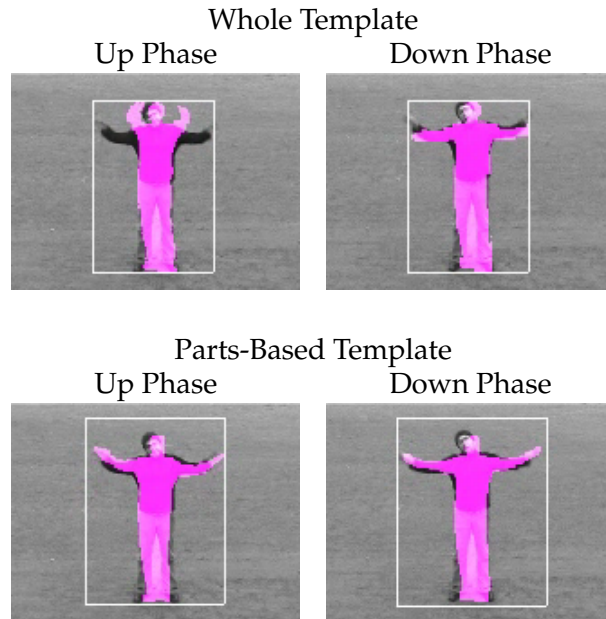 Whole Template
Up Phase Down Phase
Parts-Based Template
Up Phase Down Phase